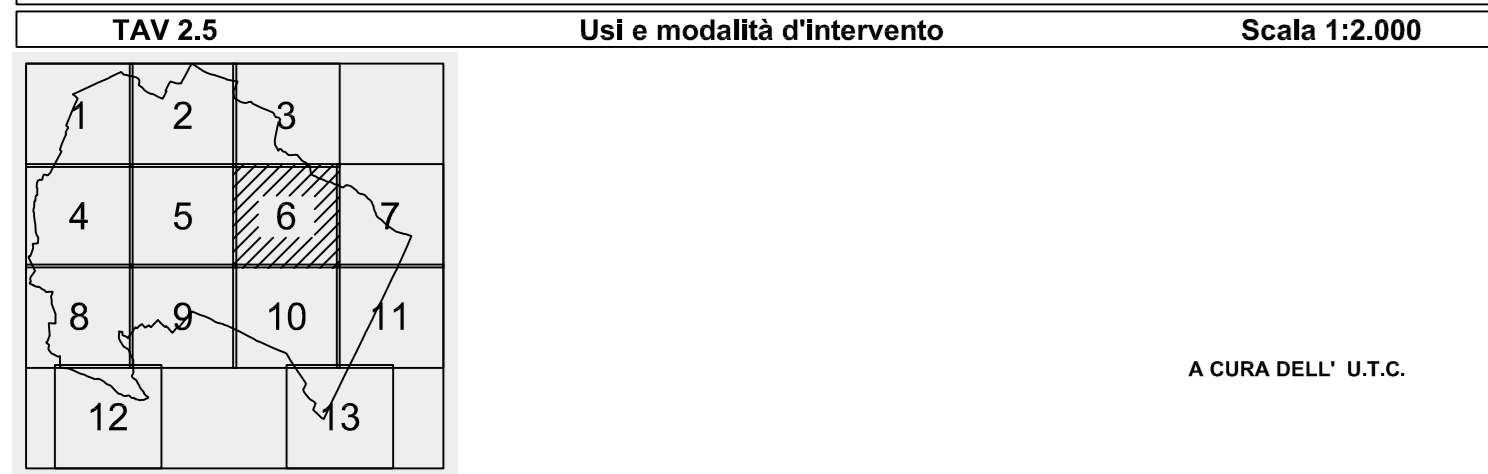 TAV 2.5 Usi e modalità d'intervento Scala 1:2.000
1 2 3
4 5 6 7
8 9 10 11
A CURA DELL' U.T.C.
12 13